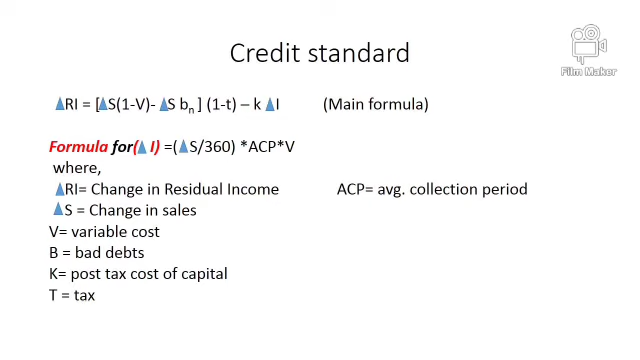 Credit standard
Film Maker
▲RI = [▲S(1-V)- ▲S bn ] (1-t) – k ▲I (Main formula)
Formula for(▲ I) =(▲S/360) *ACP*V
where,
▲RI= Change in Residual Income ACP= avg. collection period
▲S = Change in sales
V= variable cost
B = bad debts
K= post tax cost of capital
T = tax